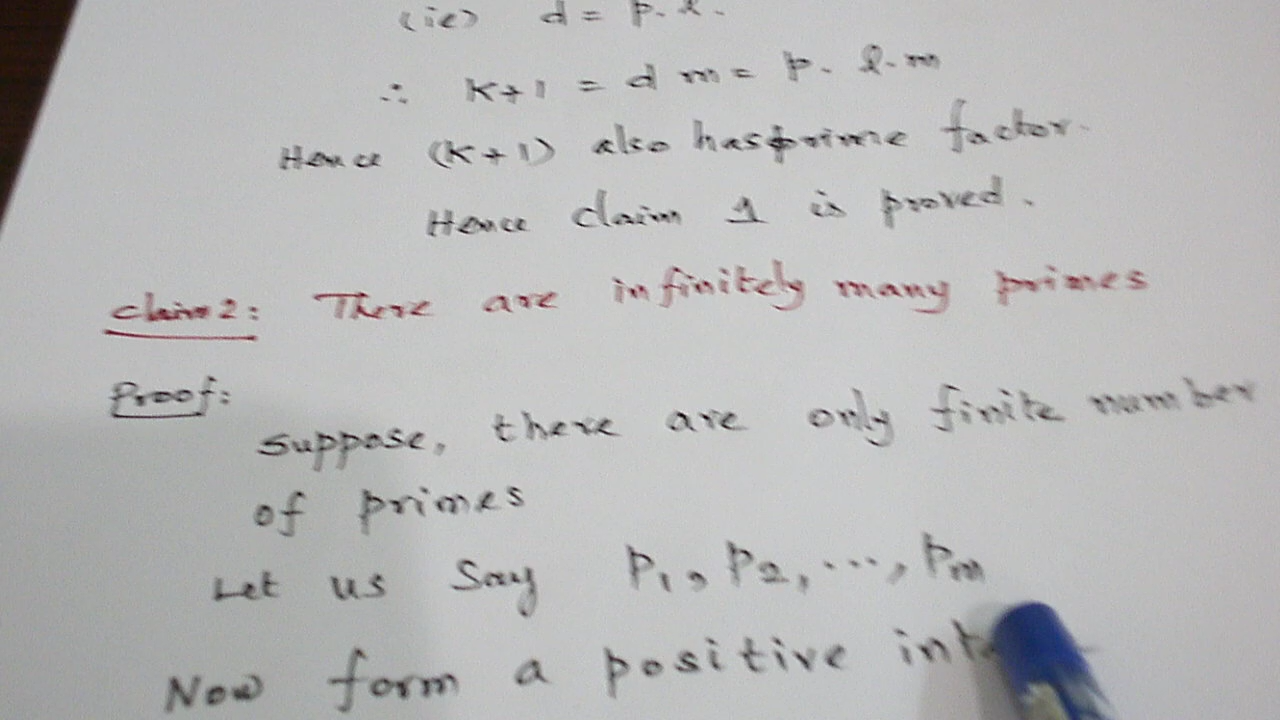 (ie) d = p. l.
∴ K+1 = d m = p. l. m
Hence (K+1) also has prime factor.
Hence claim 1 is proved.
claim 2: There are infinitely many primes
Proof:
suppose, there are only finite number
of primes
Let us say P1, P2, ..., Pm
Now form a positive